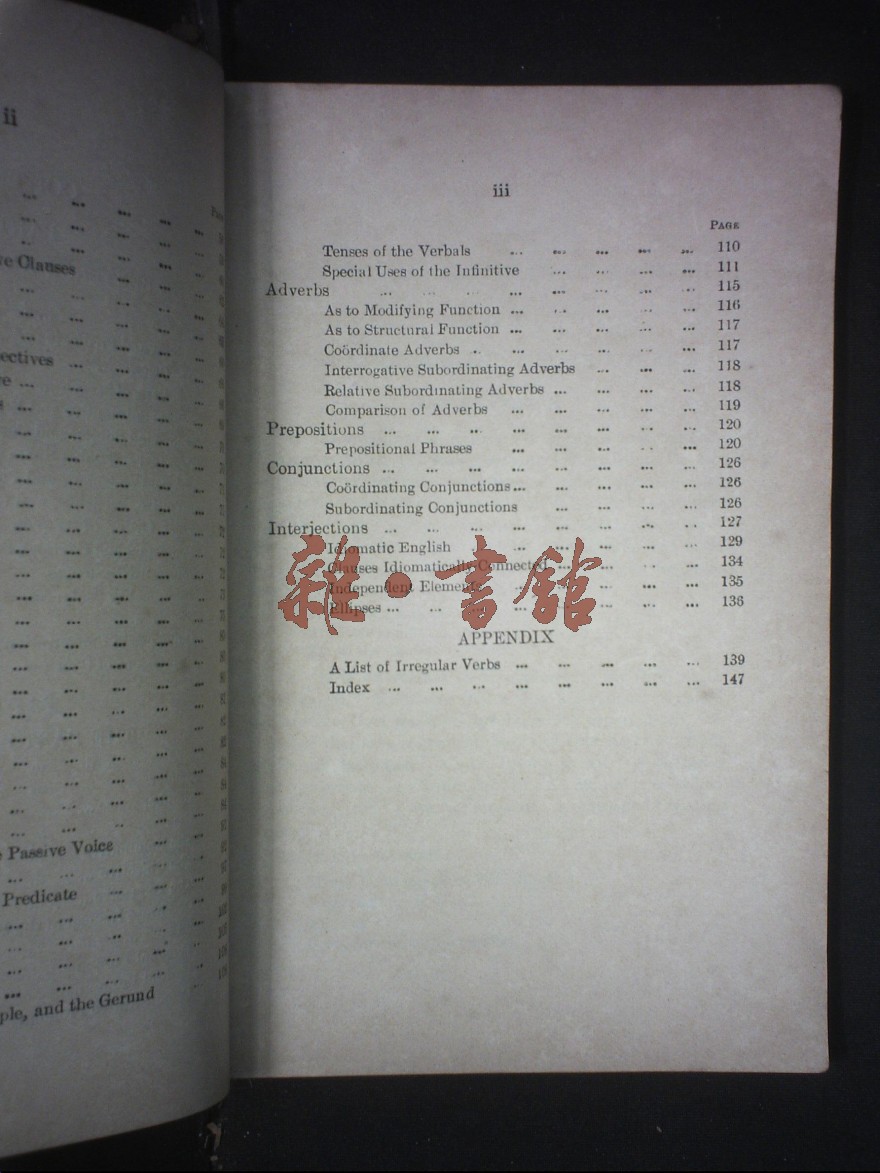 ii
ve Clauses
ectives
Passive Voice
Predicate
ple, and the Gerund
iii
PAGE
Tenses of the Verbals ... ... ... ... ... 110
Special Uses of the Infinitive ... ... ... ... 111
Adverbs ... ... ... ... ... ... ... ... 115
As to Modifying Function ... ... ... ... ... 116
As to Structural Function ... ... ... ... ... 117
Coördinate Adverbs ... ... ... ... ... ... 117
Interrogative Subordinating Adverbs ... ... ... 118
Relative Subordinating Adverbs ... ... ... ... 118
Comparison of Adverbs ... ... ... ... ... 119
Prepositions ... ... ... ... ... ... ... ... 120
Prepositional Phrases ... ... ... ... ... 120
Conjunctions ... ... ... ... ... ... ... ... 126
Coördinating Conjunctions ... ... ... ... ... 126
Subordinating Conjunctions ... ... ... ... 126
Interjections ... ... ... ... ... ... ... ... 127
Idiomatic English ... ... ... ... ... 129
Clauses Idiomatically Connected ... ... ... ... 134
Independent Elements ... ... ... ... ... 135
Ellipses ... ... ... ... ... ... ... ... 136
雜·書館
APPENDIX
A List of Irregular Verbs ... ... ... ... ... 139
Index ... ... ... ... ... ... ... ... 147